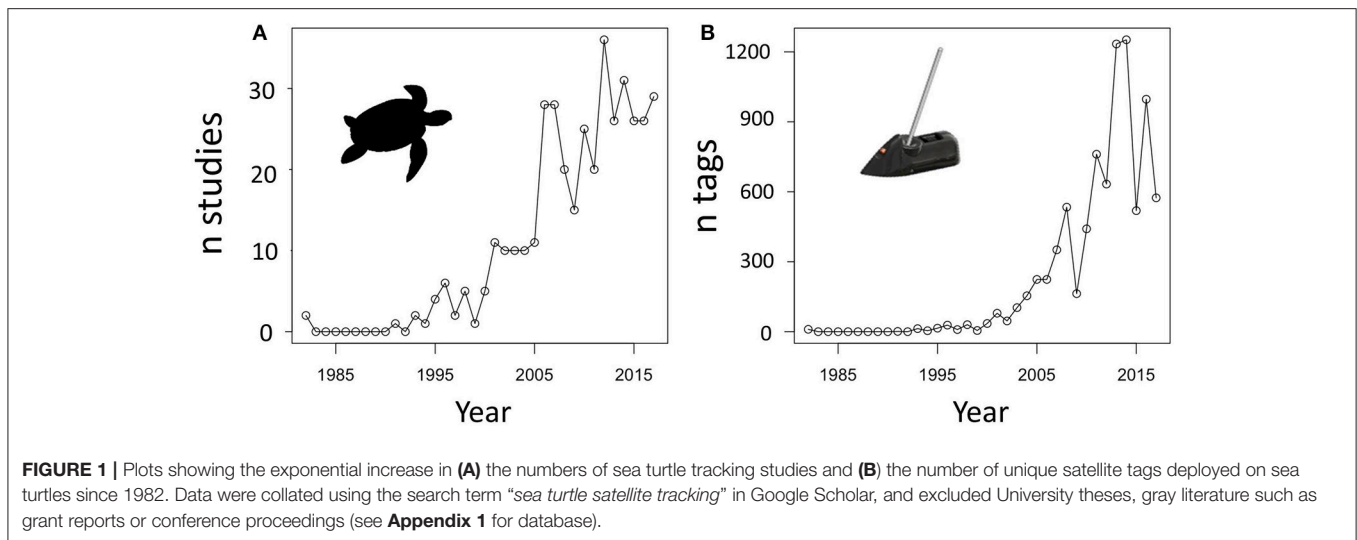 A
n studies
30
20
10
0
1985 1995 2005 2015
Year
B
n tags
1200
900
600
300
0
1985 1995 2005 2015
Year
FIGURE 1 | Plots showing the exponential increase in (A) the numbers of sea turtle tracking studies and (B) the number of unique satellite tags deployed on sea
turtles since 1982. Data were collated using the search term “sea turtle satellite tracking” in Google Scholar, and excluded University theses, gray literature such as
grant reports or conference proceedings (see Appendix 1 for database).